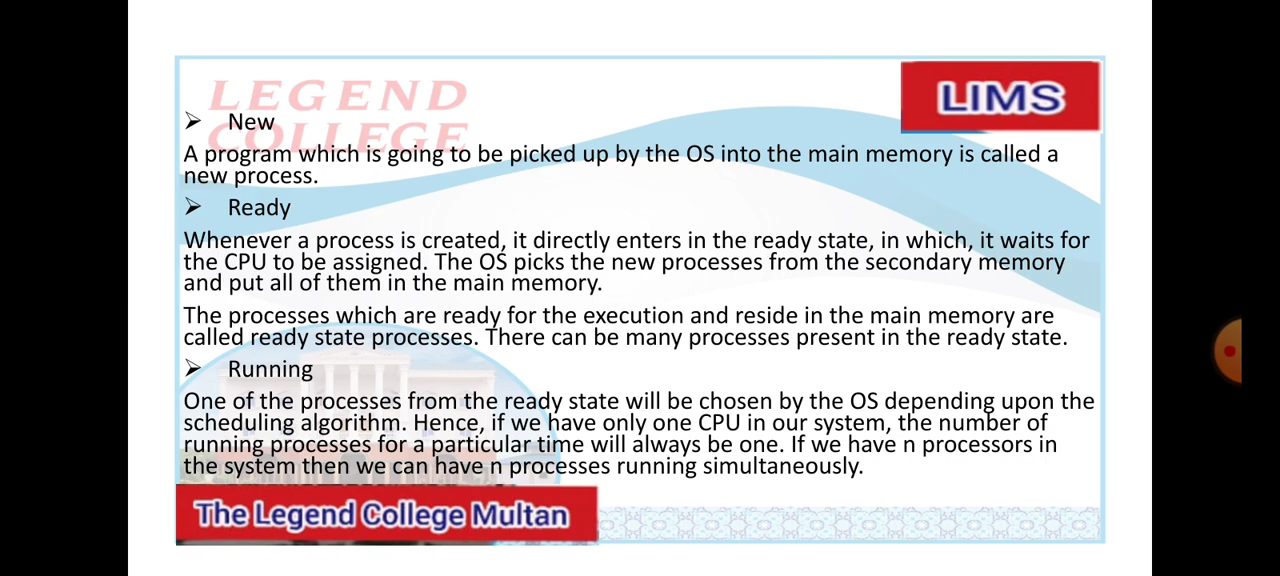 LEGEND
COLLEGE
LIMS
➢ New
A program which is going to be picked up by the OS into the main memory is called a
new process.
➢ Ready
Whenever a process is created, it directly enters in the ready state, in which, it waits for
the CPU to be assigned. The OS picks the new processes from the secondary memory
and put all of them in the main memory.
The processes which are ready for the execution and reside in the main memory are
called ready state processes. There can be many processes present in the ready state.
➢ Running
One of the processes from the ready state will be chosen by the OS depending upon the
scheduling algorithm. Hence, if we have only one CPU in our system, the number of
running processes for a particular time will always be one. If we have n processors in
the system then we can have n processes running simultaneously.
The Legend College Multan